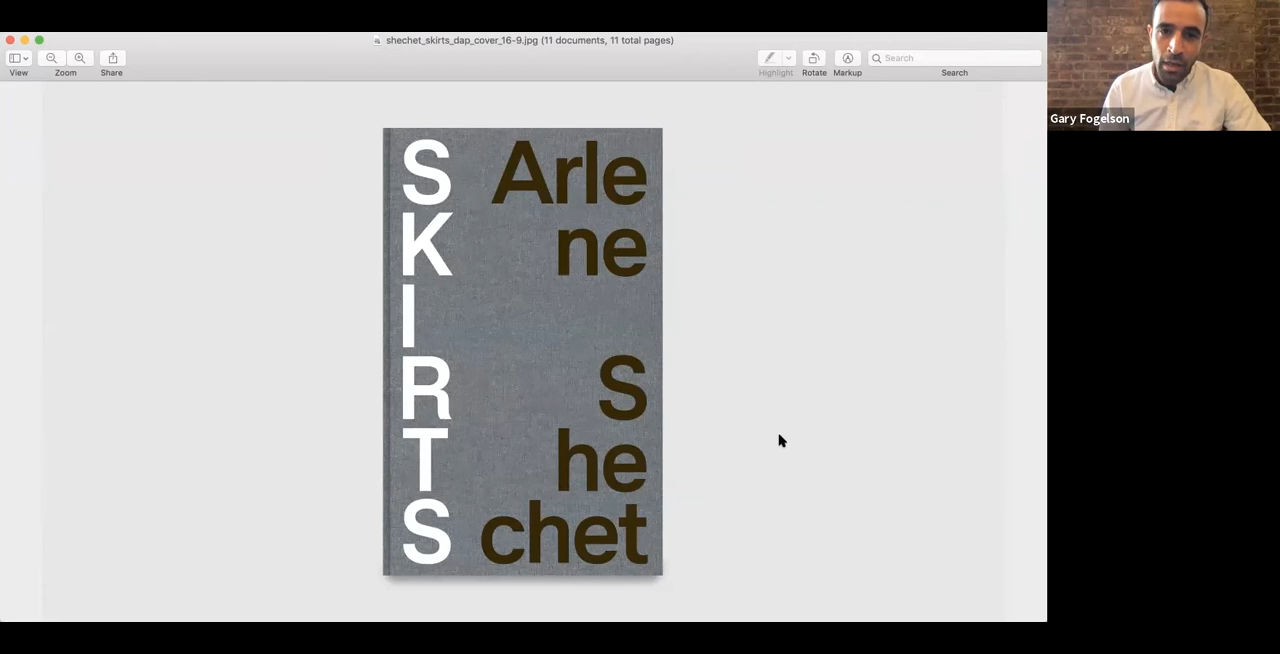 shechet_skirts_dap_cover_16-9.jpg (11 documents, 11 total pages)
View
Zoom
Share
Highlight
Rotate
Markup
Search
Search
Gary Fogelson
S
K
I
R
T
S
Arle
ne
S
he
chet